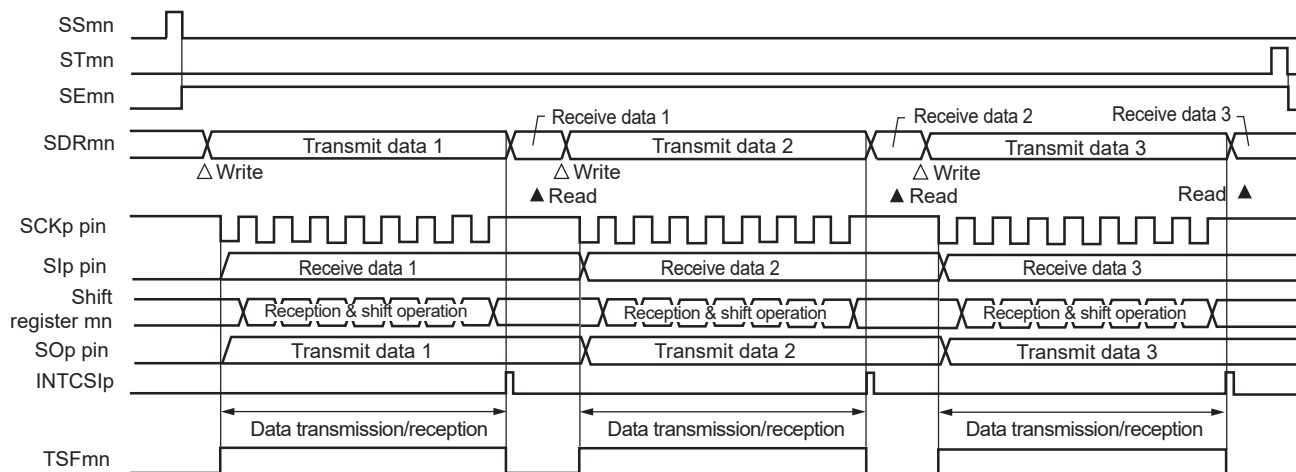 SSmn
STmn
SEmn
Receive data 1
Receive data 2
Receive data 3
SDRmn
Transmit data 1
Transmit data 2
Transmit data 3
△ Write
△ Write
△ Write
▲ Read
▲ Read
Read ▲
SCKp pin
SIp pin
Receive data 1
Receive data 2
Receive data 3
Shift
register mn
Reception & shift operation
Reception & shift operation
Reception & shift operation
SOp pin
Transmit data 1
Transmit data 2
Transmit data 3
INTCSIp
Data transmission/reception
Data transmission/reception
Data transmission/reception
TSFmn